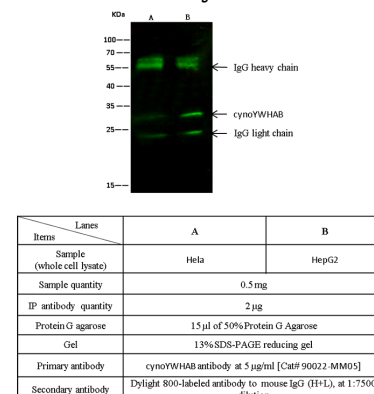 KDa
A B
100
70
55
40
35
25
15
IgG heavy chain
cynoYWHAB
IgG light chain
Lanes
Items
A
B
Sample
(whole cell lysate)
Hela
HepG2
Sample quantity
0.5 mg
IP antibody quantity
2 μg
Protein G agarose
15 μl of 50% Protein G Agarose
Gel
13% SDS-PAGE reducing gel
Primary antibody
cynoYWHAB antibody at 5 μg/ml [Cat# 90022-MM05]
Secondary antibody
Dylight 800-labeled antibody to mouse IgG (H+L), at 1:7500